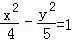 x²/4 − y²/5 = 1